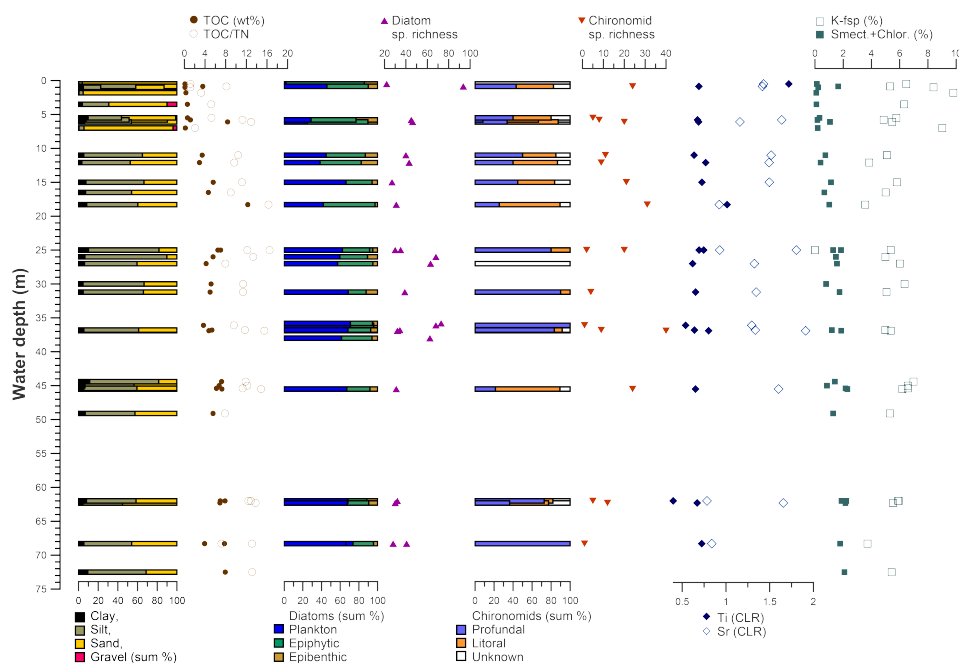 TOC (wt%)
TOC/TN
Diatom
sp. richness
Chironomid
sp. richness
K-fsp (%)
Smect.+Chlor. (%)
0 4 8 12 16 20
20 40 60 80 100
0 10 20 30 40
0 2 4 6 8 10
Water depth (m)
0
5
10
15
20
25
30
35
40
45
50
55
60
65
70
75
0 20 40 60 80 100
0 20 40 60 80 100
0 20 40 60 80 100
0.5 1 1.5 2
Clay,
Silt,
Sand,
Gravel (sum %)
Diatoms (sum %)
Plankton
Epiphytic
Epibenthic
Chironomids (sum %)
Profundal
Litoral
Unknown
Ti (CLR)
Sr (CLR)